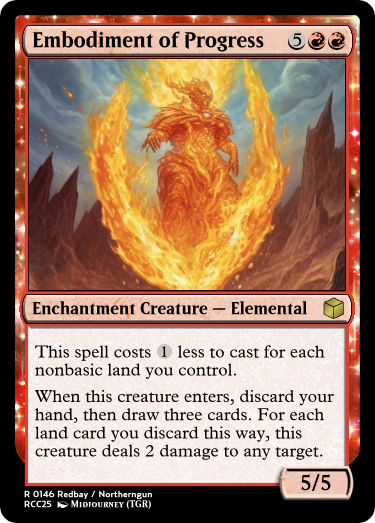 Embodiment of Progress 5
Enchantment Creature — Elemental
This spell costs 1 less to cast for each
nonbasic land you control.
When this creature enters, discard your
hand, then draw three cards. For each
land card you discard this way, this
creature deals 2 damage to any target.
5/5
R 0146 Redbay / Northerngun
RCC25 Midjourney (TGR)